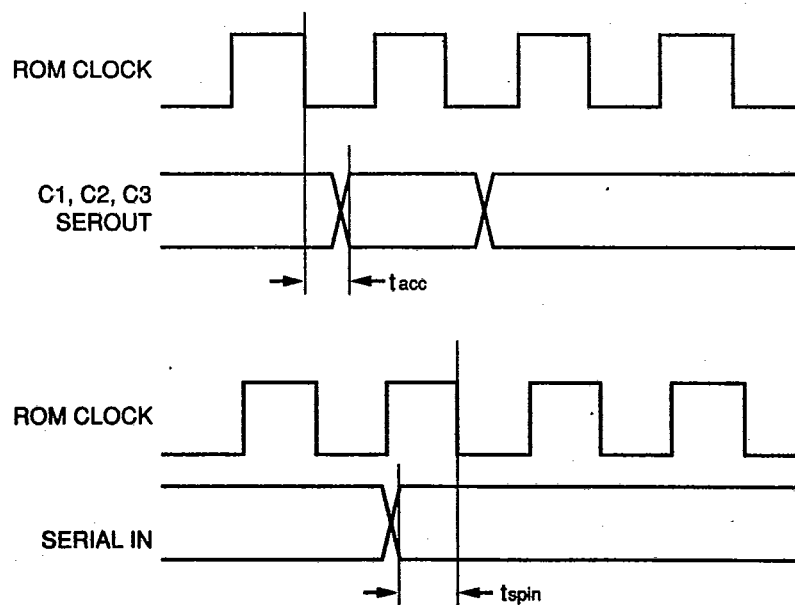 ROM CLOCK
C1, C2, C3
SEROUT
tacc
ROM CLOCK
SERIAL IN
tspin